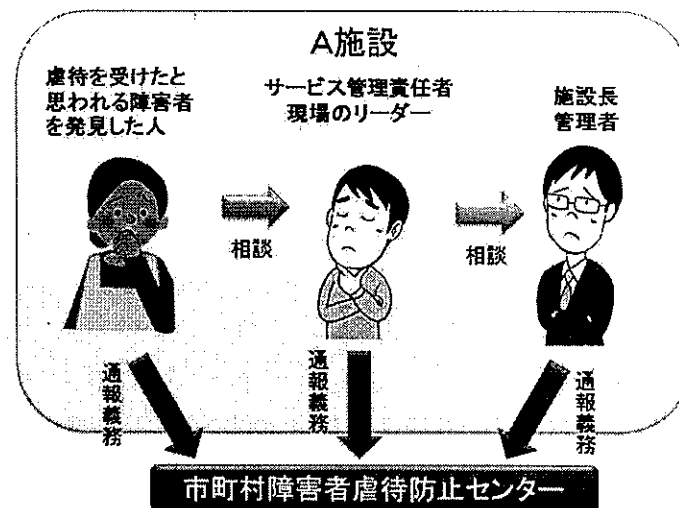 A施設
虐待を受けたと
思われる障害者
を発見した人
サービス管理責任者
現場のリーダー
施設長
管理者
相談
相談
通報義務
通報義務
通報義務
市町村障害者虐待防止センター